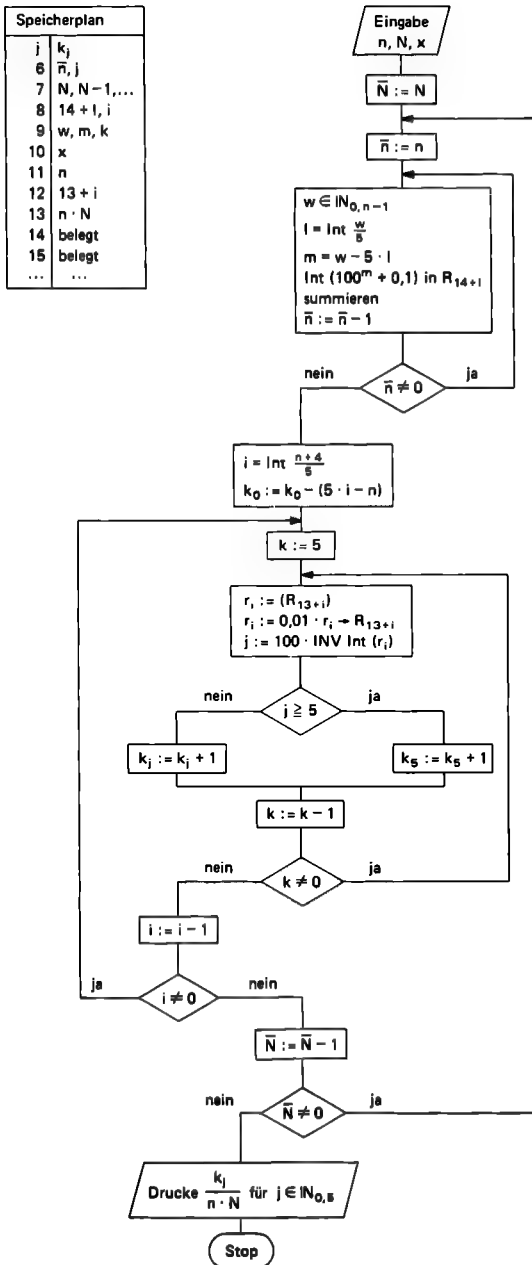 Speicherplan
j k_j
6 n̅, j
7 N, N−1,...
8 14 + l, i
9 w, m, k
10 x
11 n
12 13 + i
13 n · N
14 belegt
15 belegt
... ...
Eingabe
n, N, x
N̅ := N
n̅ := n
w ∈ IN_{0,n−1}
l = Int w/5
m = w − 5 · l
Int (100^m + 0,1) in R_{14+l}
summieren
n̅ := n̅ − 1
nein n̅ ≠ 0 ja
i = Int (n+4)/5
k_0 := k_0 − (5 · i − n)
k := 5
r_i := (R_{13+i})
r_i := 0,01 · r_i → R_{13+i}
j := 100 · INV Int (r_i)
nein j ≧ 5 ja
k_j := k_j + 1 k_5 := k_5 + 1
k := k − 1
nein k ≠ 0 ja
i := i − 1
ja i ≠ 0 nein
N̅ := N̅ − 1
nein N̅ ≠ 0 ja
Drucke k_j/(n · N) für j ∈ IN_{0,5}
Stop